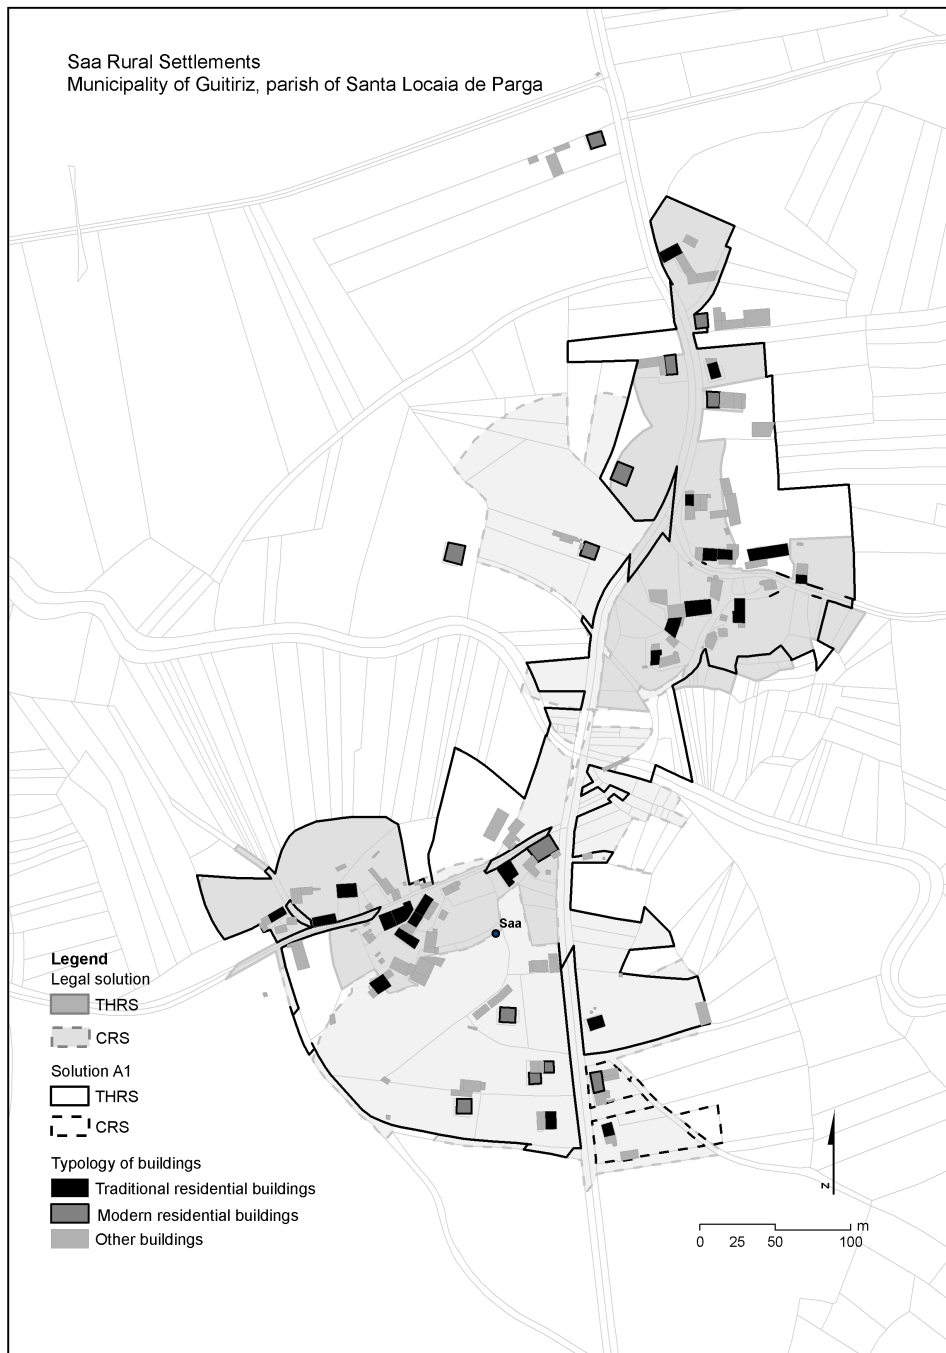 Saa Rural Settlements
Municipality of Guitiriz, parish of Santa Locaia de Parga
Saa
Legend
Legal solution
THRS
CRS
Solution A1
THRS
CRS
Typology of buildings
Traditional residential buildings
Modern residential buildings
Other buildings
z
m
0 25 50 100